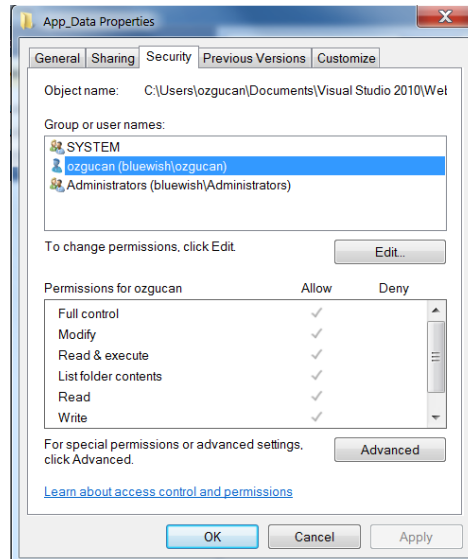 App_Data Properties
General Sharing Security Previous Versions Customize
Object name: C:\Users\ozgucan\Documents\Visual Studio 2010\Web
Group or user names:
SYSTEM
ozgucan (bluewish\ozgucan)
Administrators (bluewish\Administrators)
To change permissions, click Edit.
Edit...
Permissions for ozgucan Allow Deny
Full control
Modify
Read & execute
List folder contents
Read
Write
For special permissions or advanced settings,
click Advanced.
Advanced
Learn about access control and permissions
OK Cancel Apply